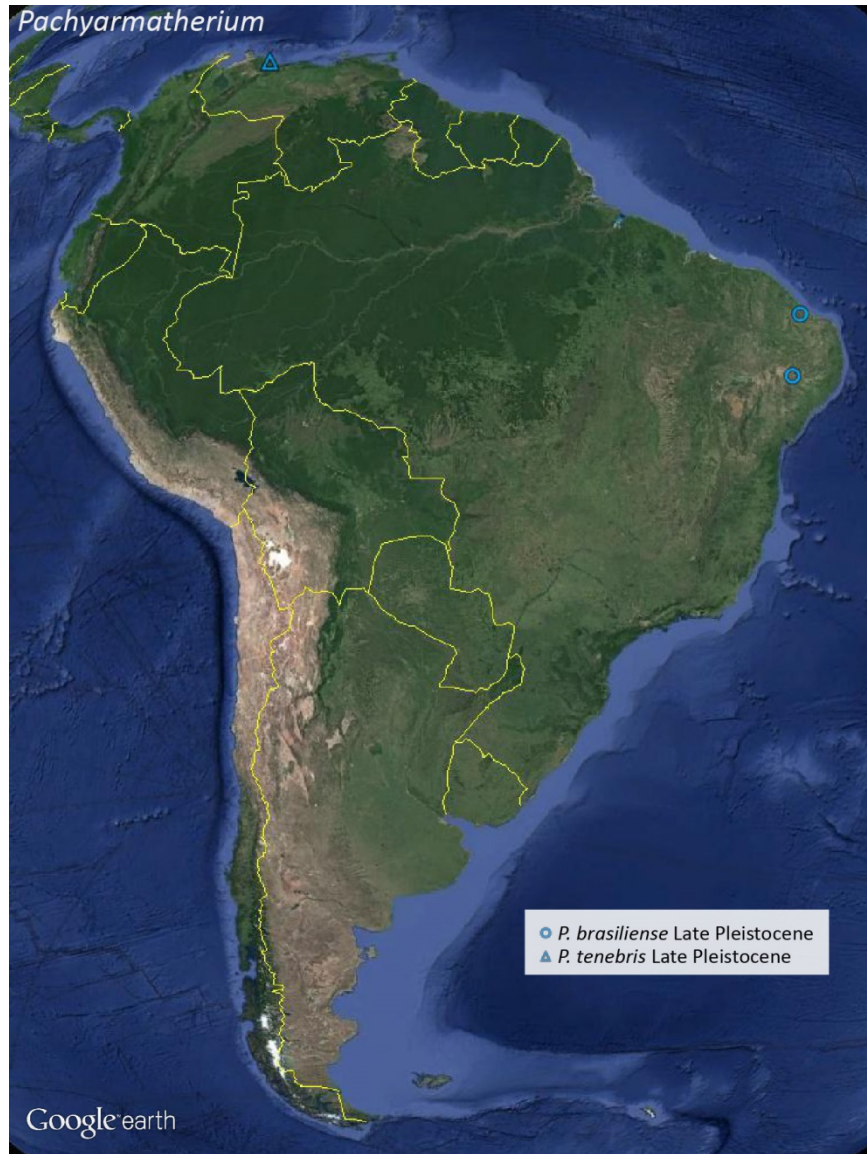 Pachyarmatherium
P. brasiliense Late Pleistocene
P. tenebris Late Pleistocene
Google earth